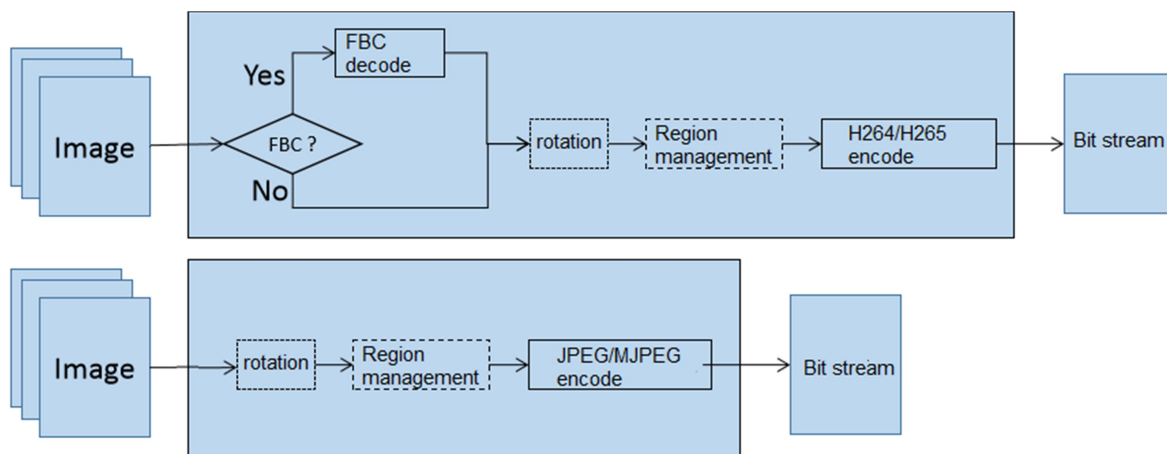 FBC
decode
Yes
Image
FBC ?
No
rotation
Region
management
H264/H265
encode
Bit stream
Image
rotation
Region
management
JPEG/MJPEG
encode
Bit stream